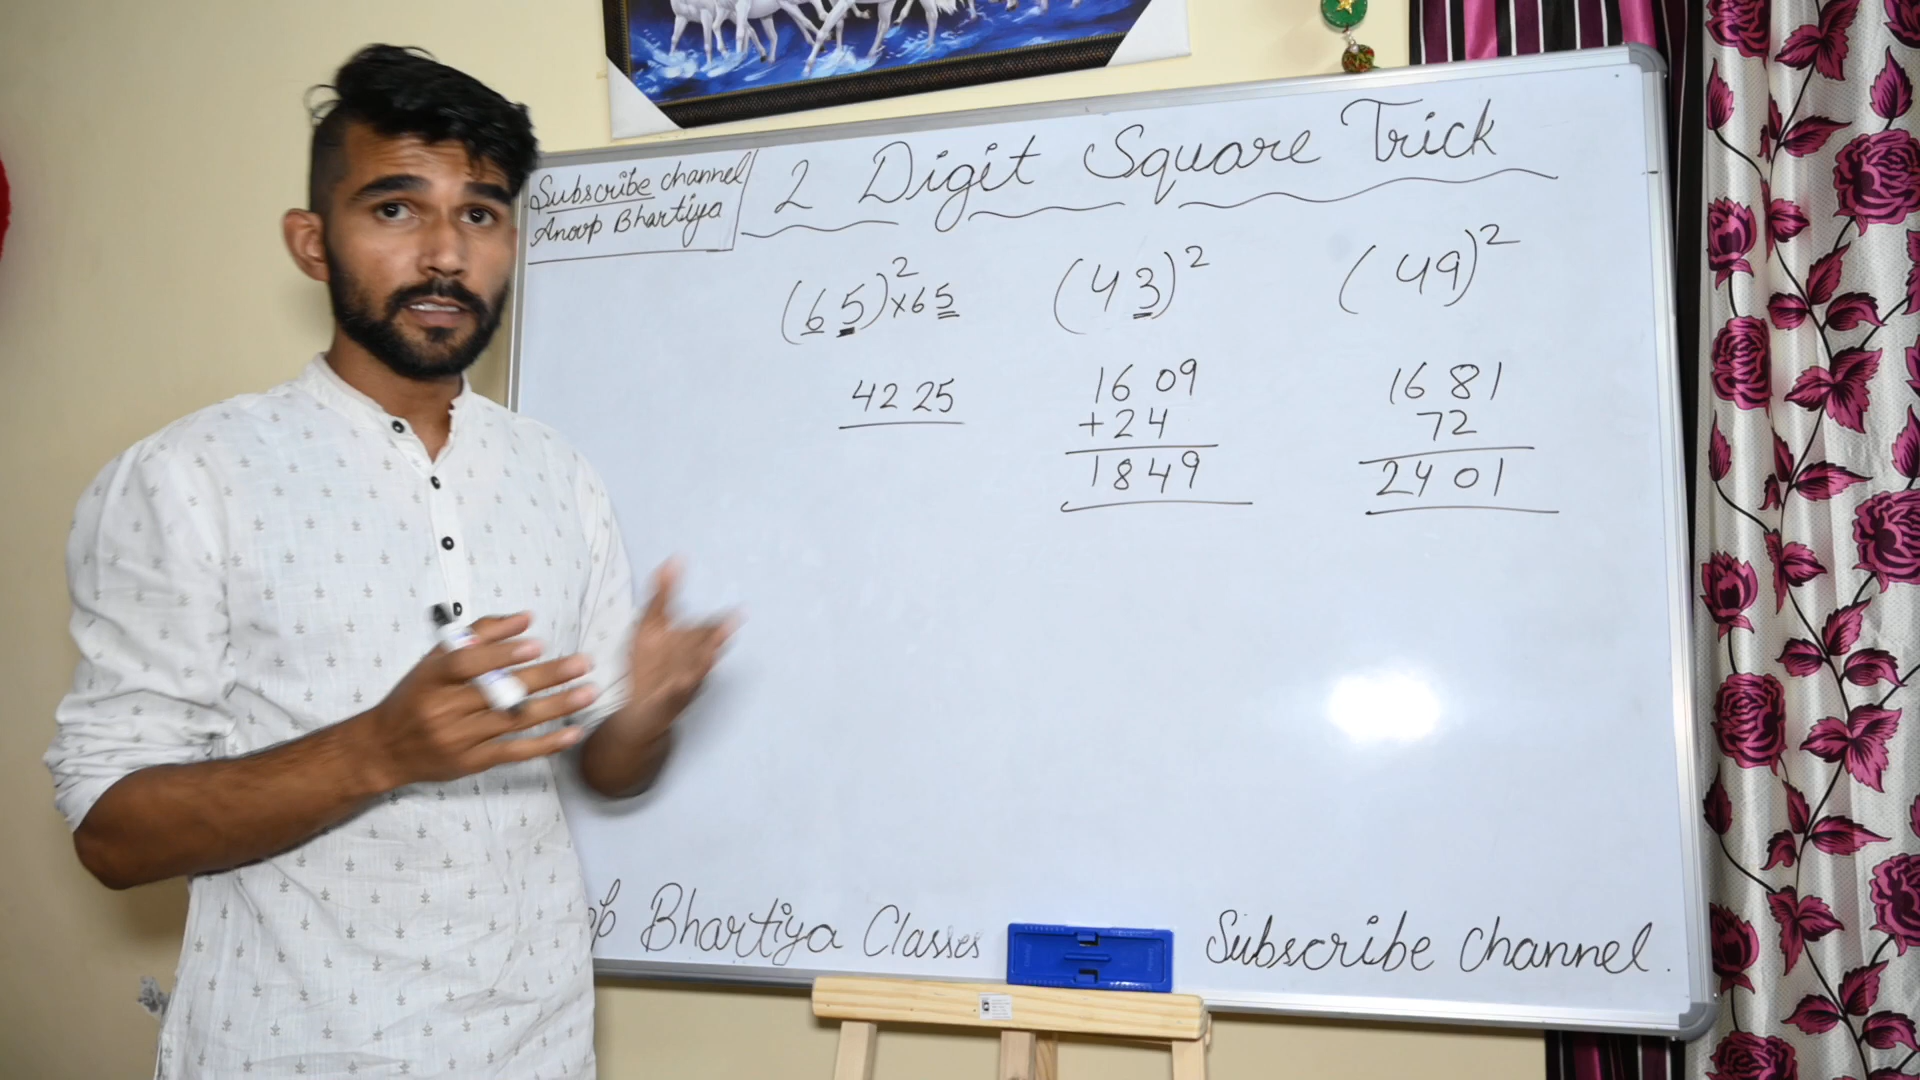 Subscribe channel
Anoop Bhartiya
2 Digit Square Trick
(65)²×65
4225
(43)²
1609
+24
1849
(49)²
1681
72
2401
Bhartiya Classes
Subscribe channel.